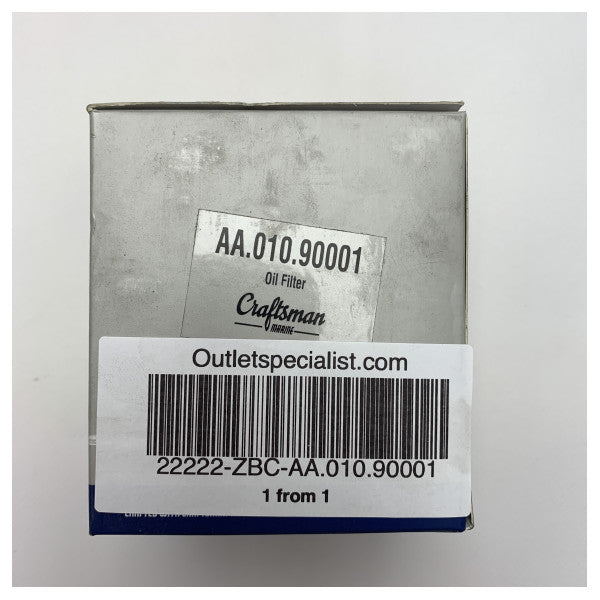 AA.010.90001
Oil Filter
Craftsman
MARINE
Outletspecialist.com
22222-ZBC-AA.010.90001
1 from 1